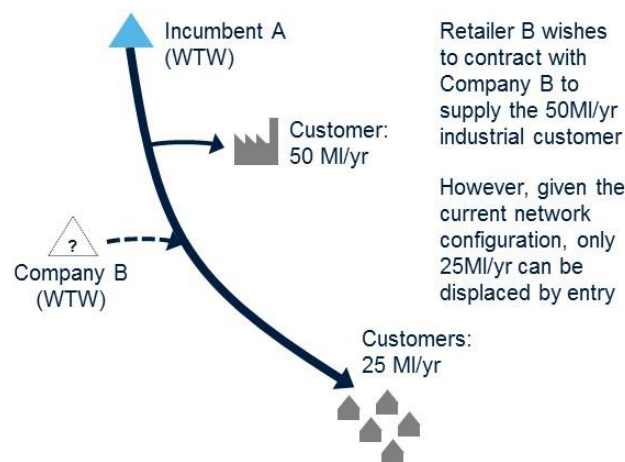 Incumbent A
(WTW)
Customer:
50 Ml/yr
?
Company B
(WTW)
Customers:
25 Ml/yr
Retailer B wishes
to contract with
Company B to
supply the 50Ml/yr
industrial customer
However, given the
current network
configuration, only
25Ml/yr can be
displaced by entry